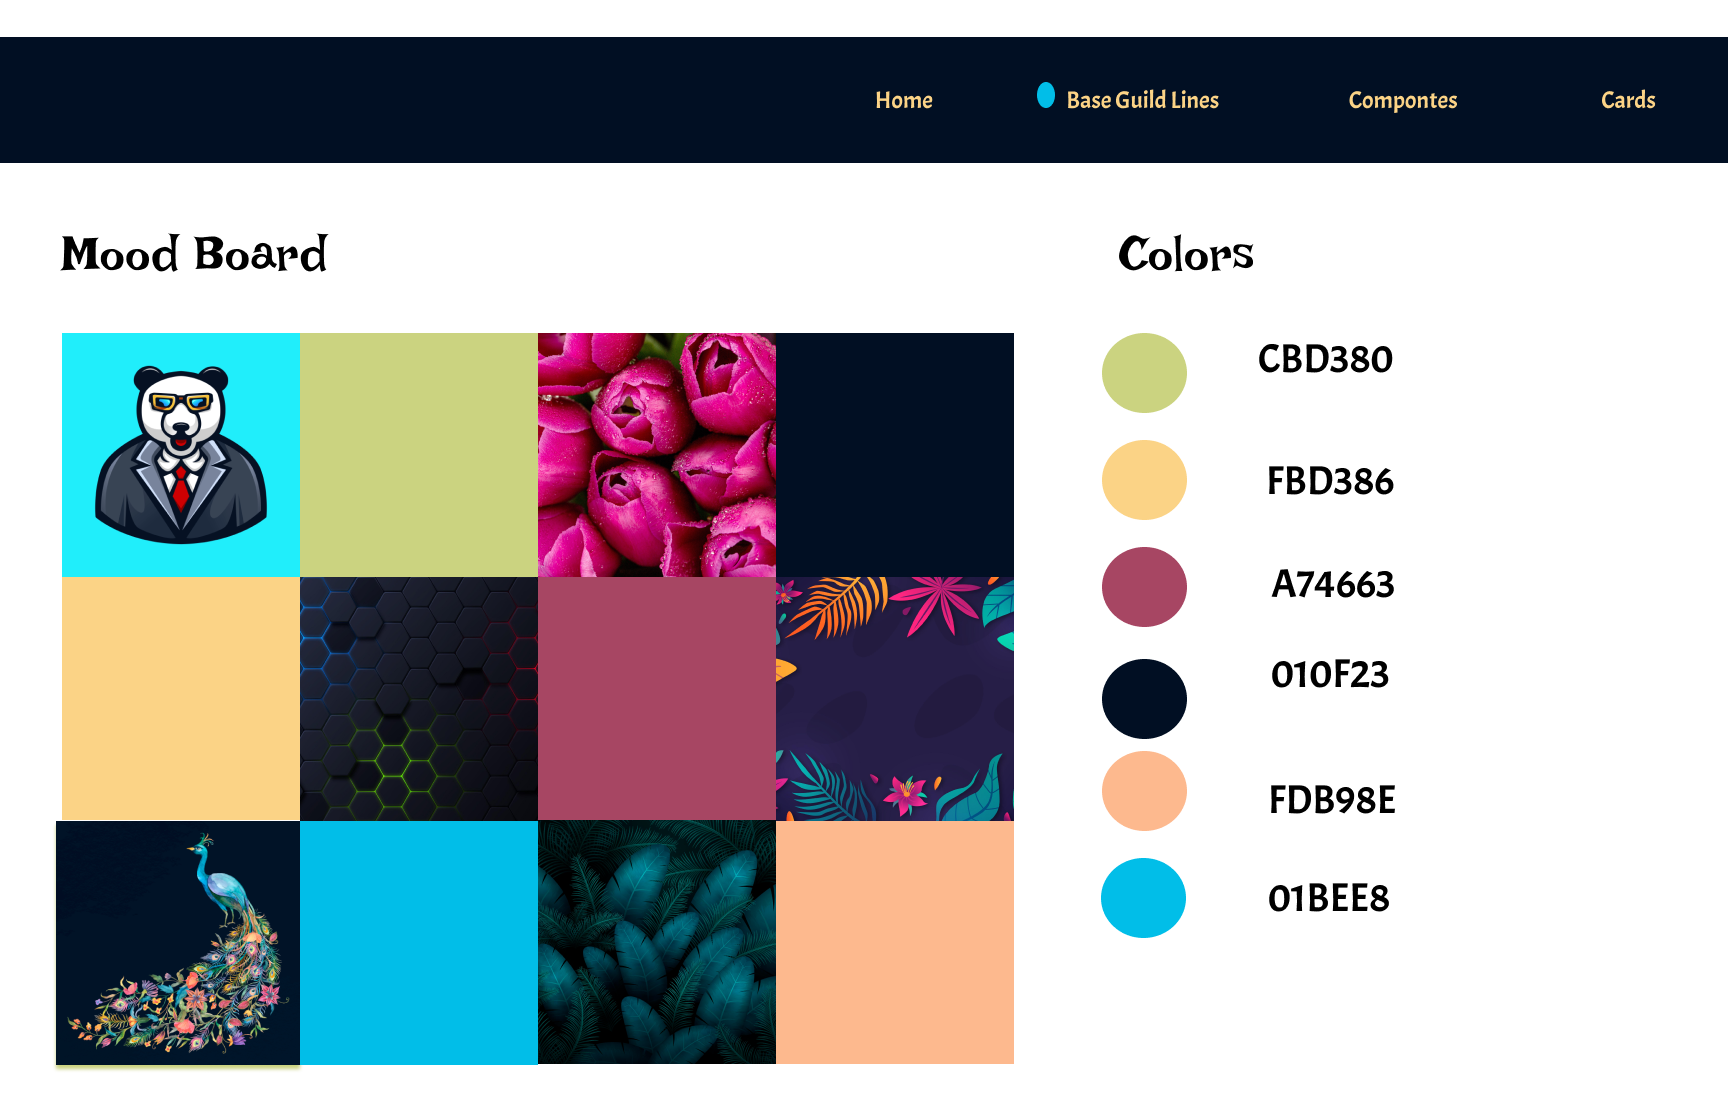 Home
Base Guild Lines
Compontes
Cards
Mood Board
Colors
CBD380
FBD386
A74663
010F23
FDB98E
01BEE8